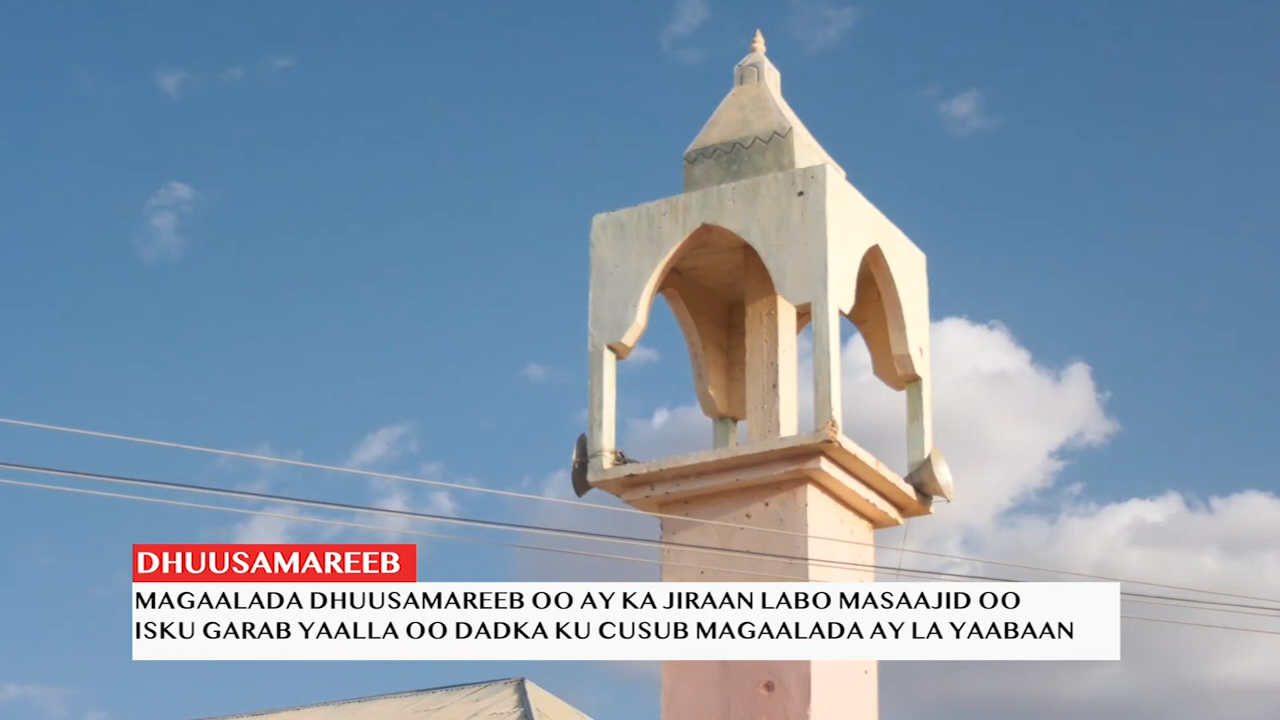 DHUUSAMAREEB
MAGAALADA DHUUSAMAREEB OO AY KA JIRAAN LABO MASAAJID OO
ISKU GARAB YAALLA OO DADKA KU CUSUB MAGAALADA AY LA YAABAAN